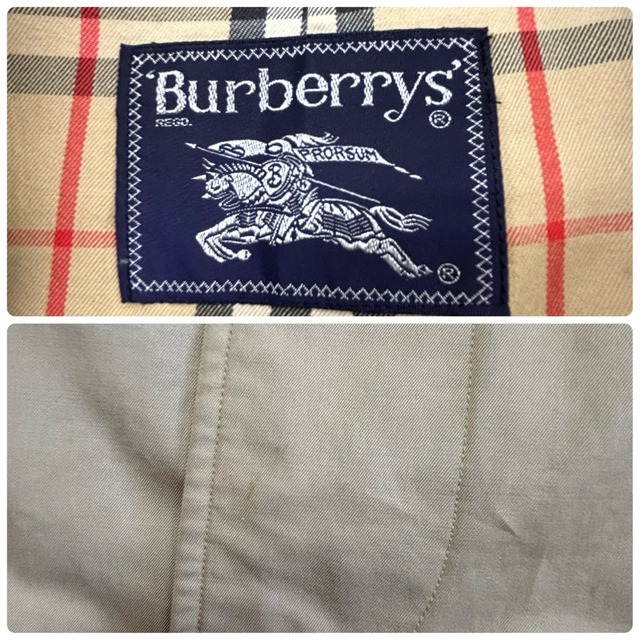 'Burberrys'
REGD. ®
PRORSUM
®